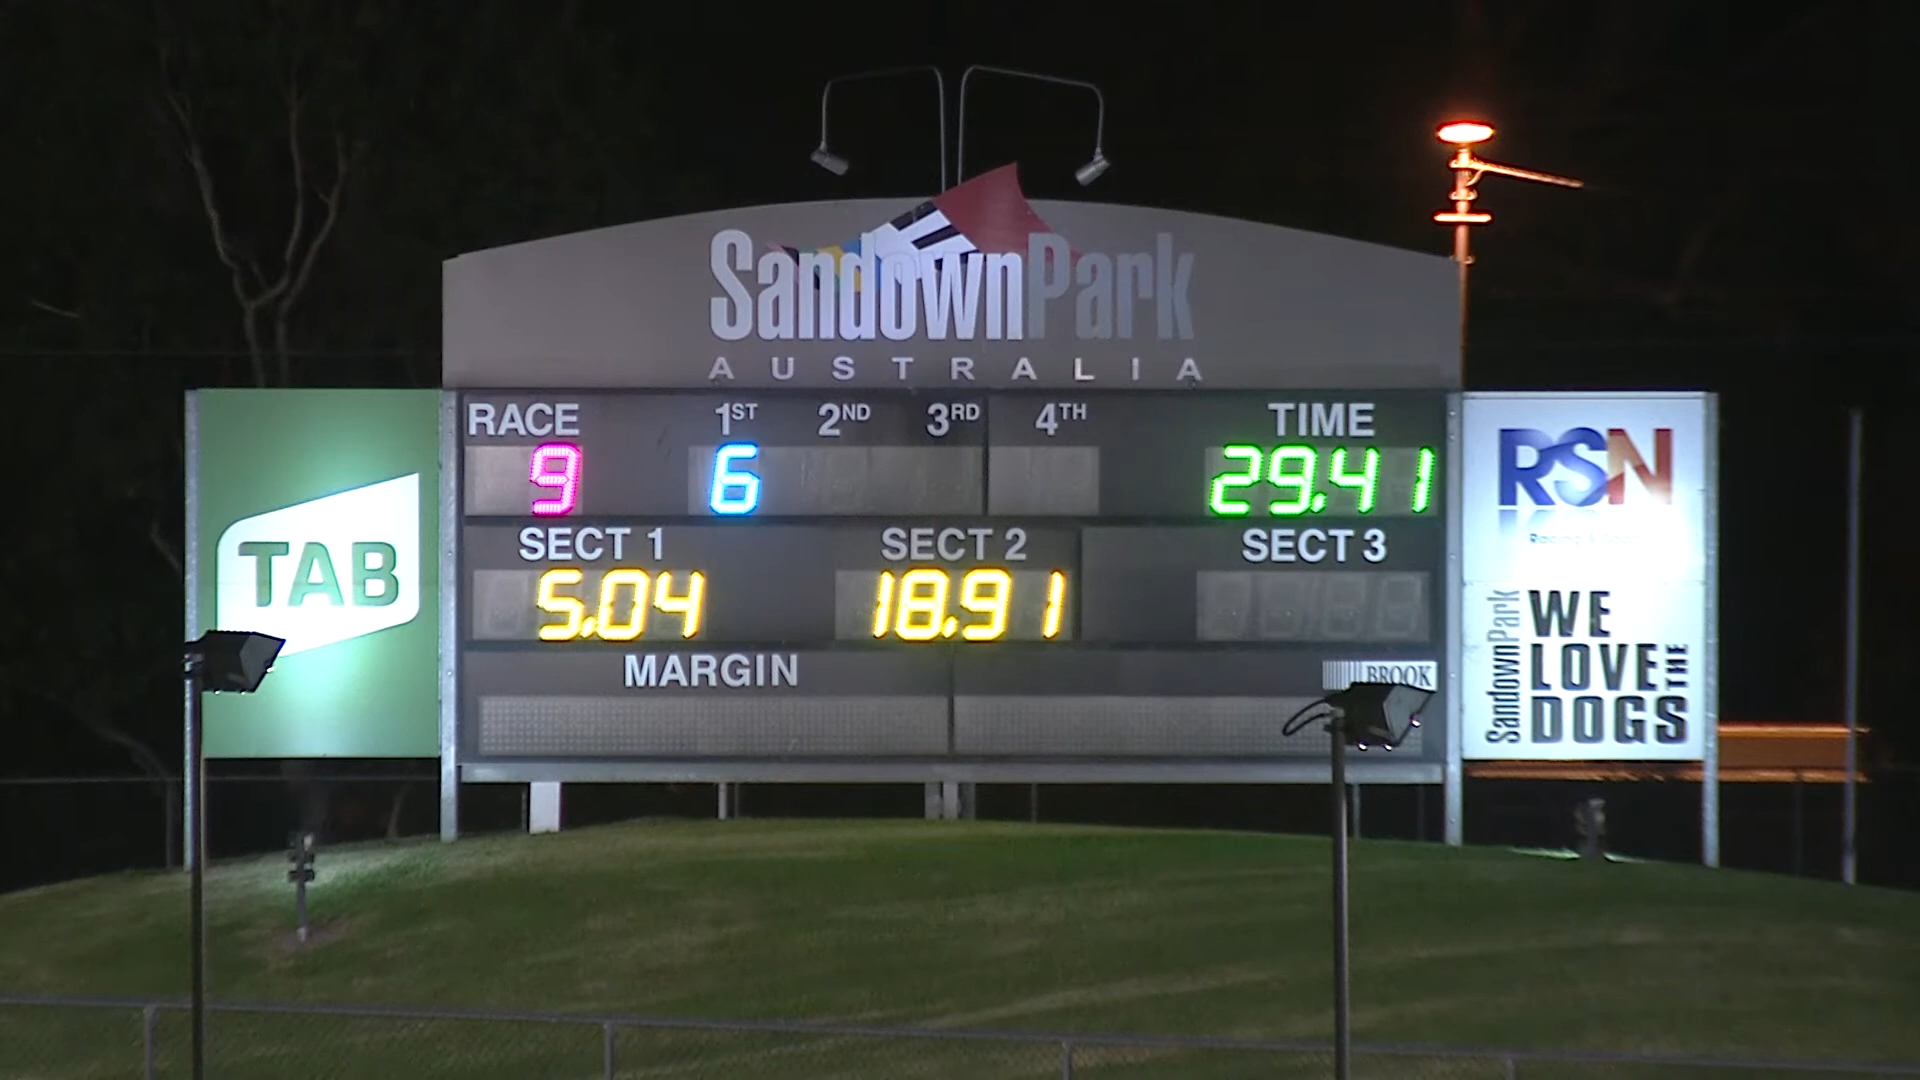 SandownPark
AUSTRALIA
RACE 1ST 2ND 3RD 4TH TIME
9 6 29.41
SECT 1 SECT 2 SECT 3
5.04 18.91
MARGIN
BROOK
TAB
RSN
SandownPark
WE
LOVE THE
DOGS